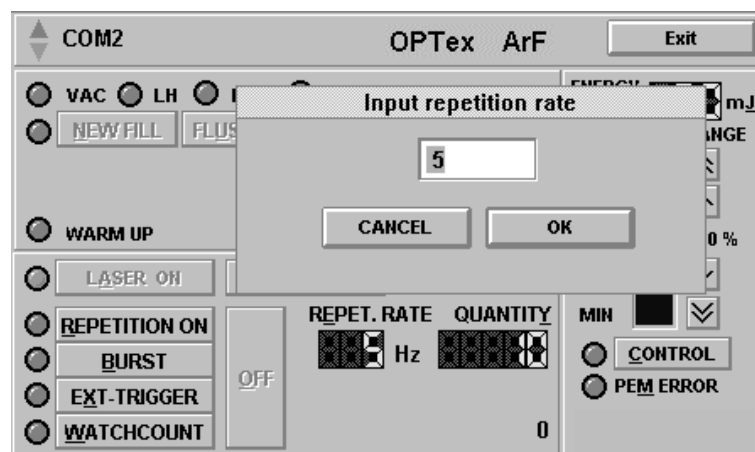 COM2 OPTex ArF Exit
VAC LH
NEW FILL
Input repetition rate
5
CANCEL OK
mJ
WARM UP
0 %
LASER ON
REPETITION ON
BURST
EXT-TRIGGER
WATCHCOUNT
OFF
REPET. RATE QUANTITY
5 Hz
0
MIN
CONTROL
PEM ERROR